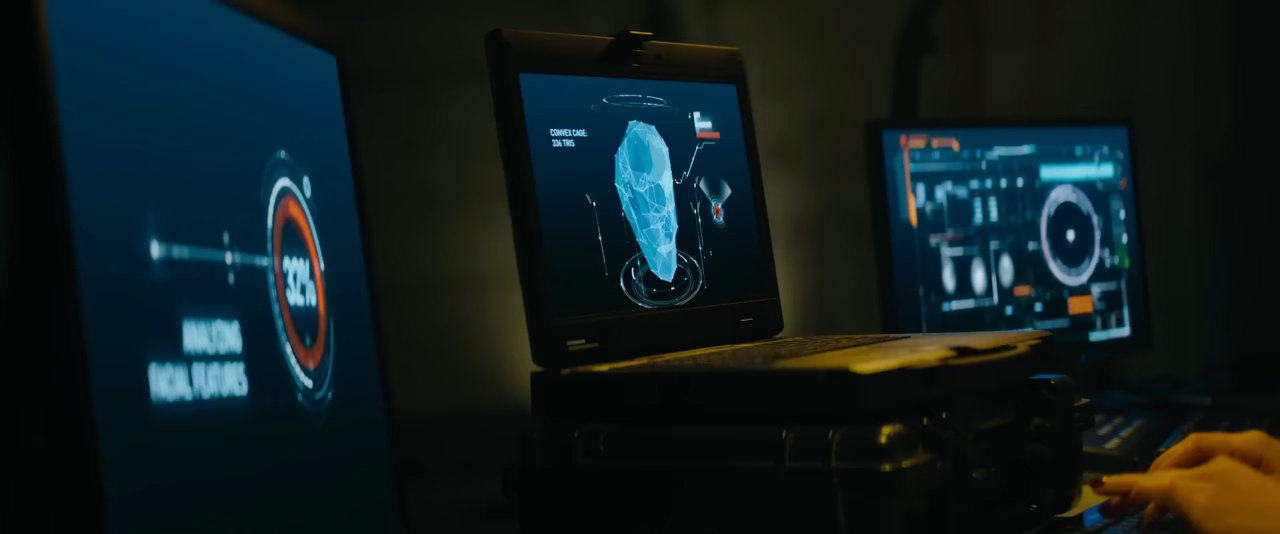 32%
ANALYZING
FACIAL FEATURES
CONVEX CAGE:
336 TRIS